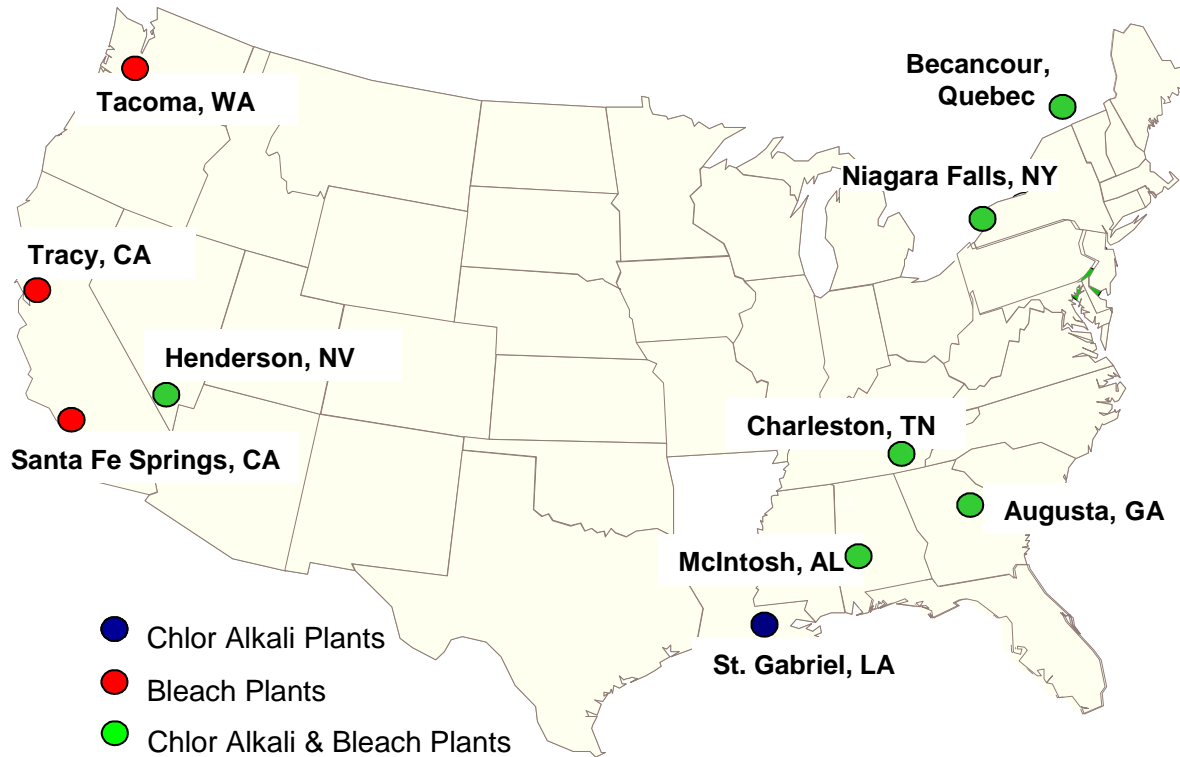 Becancour,
Quebec
Tacoma, WA
Niagara Falls, NY
Tracy, CA
Henderson, NV
Charleston, TN
Santa Fe Springs, CA
Augusta, GA
McIntosh, AL
St. Gabriel, LA
Chlor Alkali Plants
Bleach Plants
Chlor Alkali & Bleach Plants